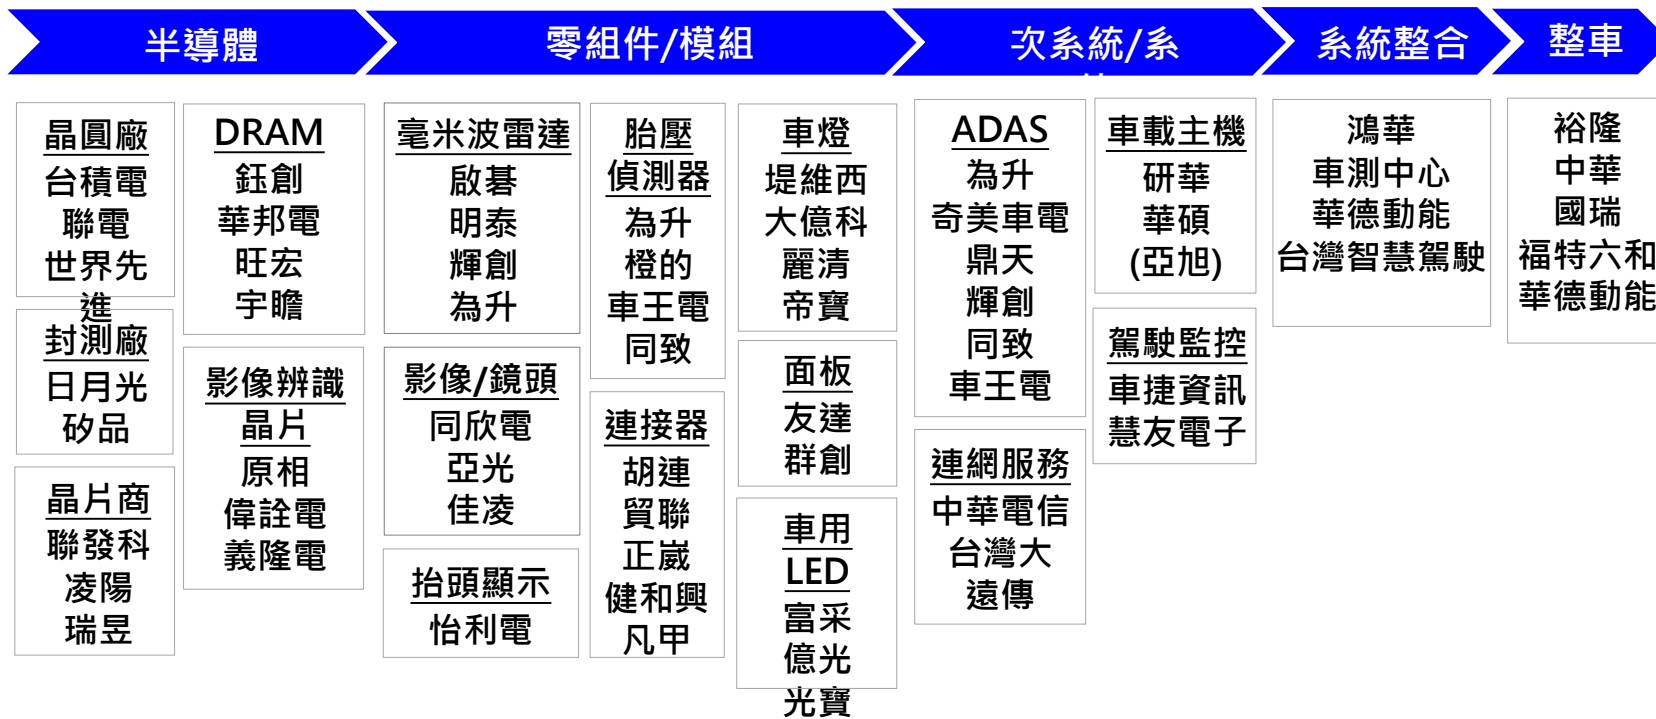 半導體
零組件/模組
次系統/系
系統整合
整車
晶圓廠
台積電
聯電
世界先
進
封測廠
日月光
矽品
晶片商
聯發科
凌陽
瑞昱
DRAM
鈺創
華邦電
旺宏
宇瞻
影像辨識
晶片
原相
偉詮電
義隆電
毫米波雷達
啟碁
明泰
輝創
為升
影像/鏡頭
同欣電
亞光
佳凌
抬頭顯示
怡利電
胎壓
偵測器
為升
橙的
車王電
同致
連接器
胡連
貿聯
正崴
健和興
凡甲
車燈
堤維西
大億科
麗清
帝寶
面板
友達
群創
車用
LED
富采
億光
光寶
ADAS
為升
奇美車電
鼎天
輝創
同致
車王電
連網服務
中華電信
台灣大
遠傳
車載主機
研華
華碩
(亞旭)
駕駛監控
車捷資訊
慧友電子
鴻華
車測中心
華德動能
台灣智慧駕駛
裕隆
中華
國瑞
福特六和
華德動能